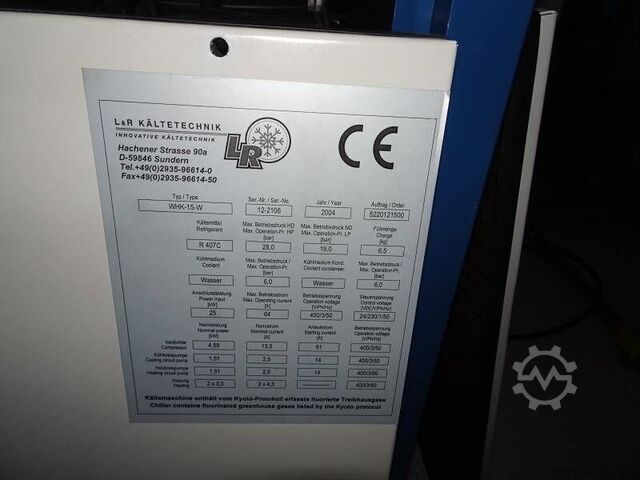 L&R KÄLTETECHNIK
INNOVATIVE KÄLTETECHNIK
Hachener Strasse 90a
D-59846 Sundern
Tel.+49(0)2935-96614-0
Fax+49(0)2935-96614-50
LR
CE
Typ / Type Ser.-Nr. / Ser.-No. Jahr / Year Auftrag / Order
WHK-15-W 12-2106 2004 5220121500
Kältemittel Max. Betriebsdruck HD Max. Betriebsdruck ND Füllmenge
Refrigerant Max. Operation-Pr. HP Max. Operation-Pr. LP Charge
[bar] [bar] [kg]
R 407C 28,0 19,0 6,5
Kühlmedium Max. Betriebsdruck / Kühlmedium Kond. Max. Betriebsdruck /
Coolant Max. Operation-Pr. Coolant condenser Max. Operation-Pr.
[bar] [bar]
Wasser 6,0 Wasser 6,0
Anschlussleistung Max. Betriebsstrom Betriebsspannung Steuerspannung
Power input Max. Operating current Operation voltage Control voltage
[kW] [A] [V/Ph/Hz] [VDC/V/Ph/Hz]
25 64 400/3/50 24/230/1/50
Nennleistung Nennstrom Anlaufstrom Betriebsspannung
Nominal power Nominal current Starting current Operation voltage
[kW] [A] [A] [V/Ph/Hz]
Verdichter
Compressor 4,59 13,5 61 400/3/50
Kühlkreispumpe
Cooling circuit pump 1,51 2,5 14 400/3/50
Heizkreispumpe
Heating circuit pump 1,51 2,5 14 400/3/50
Heizung
Heating 2 x 3,0 2 x 4,3 400/3/50
Kältemaschine enthält vom Kyoto-Protokoll erfasste fluorierte Treibhausgase
Chiller contains fluorinated greenhouse gases listed by the Kyoto protocol